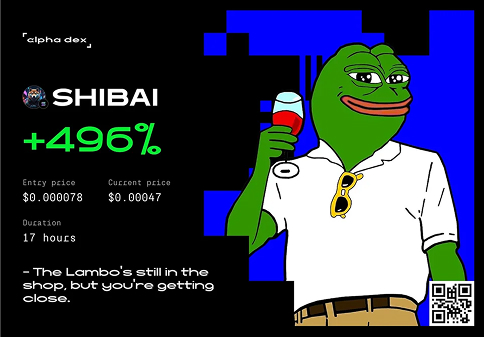 alpha dex
SHIBAI
+496%
Entry price
Current price
$0.000078
$0.00047
Duration
17 hours
- The Lambo's still in the
shop, but you're getting
close.